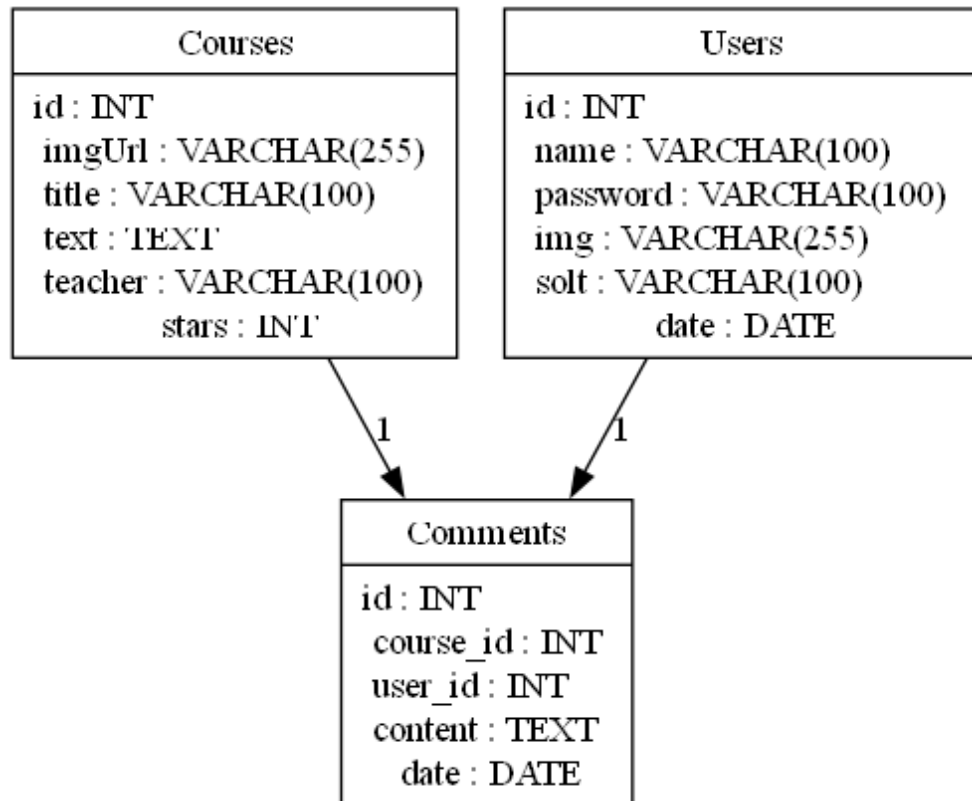 Courses
id : INT
imgUrl : VARCHAR(255)
title : VARCHAR(100)
text : TEXT
teacher : VARCHAR(100)
stars : INT
Users
id : INT
name : VARCHAR(100)
password : VARCHAR(100)
img : VARCHAR(255)
solt : VARCHAR(100)
date : DATE
1
1
Comments
id : INT
course_id : INT
user_id : INT
content : TEXT
date : DATE